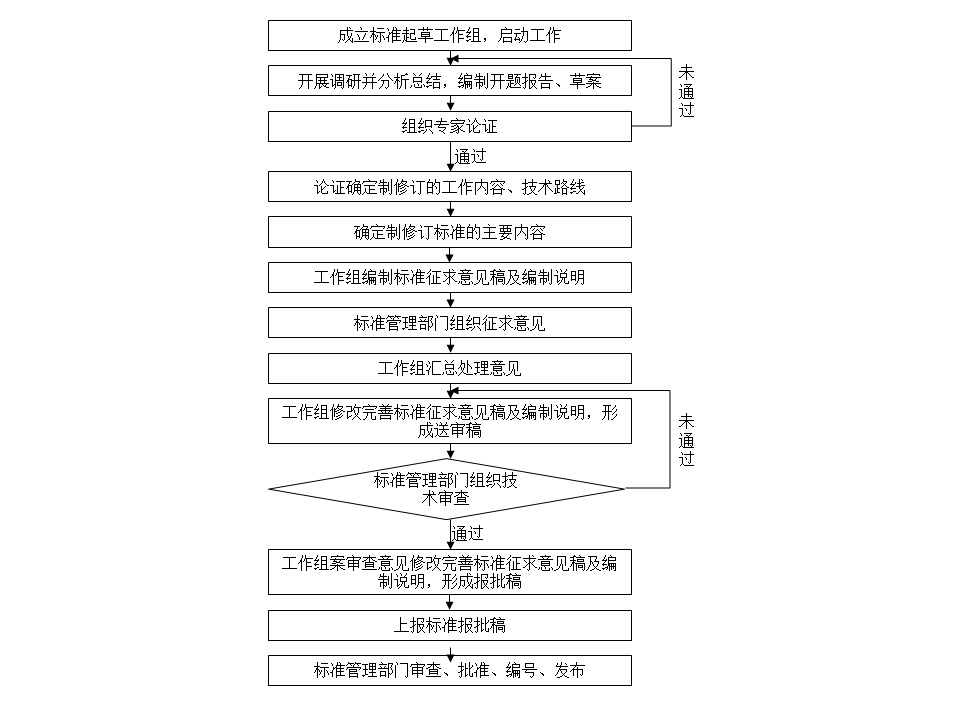 成立标准起草工作组，启动工作
开展调研并分析总结，编制开题报告、草案
未
通
过
组织专家论证
通过
论证确定制修订的工作内容、技术路线
确定制修订标准的主要内容
工作组编制标准征求意见稿及编制说明
标准管理部门组织征求意见
工作组汇总处理意见
工作组修改完善标准征求意见稿及编制说明，形
成送审稿
未
通
过
标准管理部门组织技
术审查
通过
工作组案审查意见修改完善标准征求意见稿及编
制说明，形成报批稿
上报标准报批稿
标准管理部门审查、批准、编号、发布